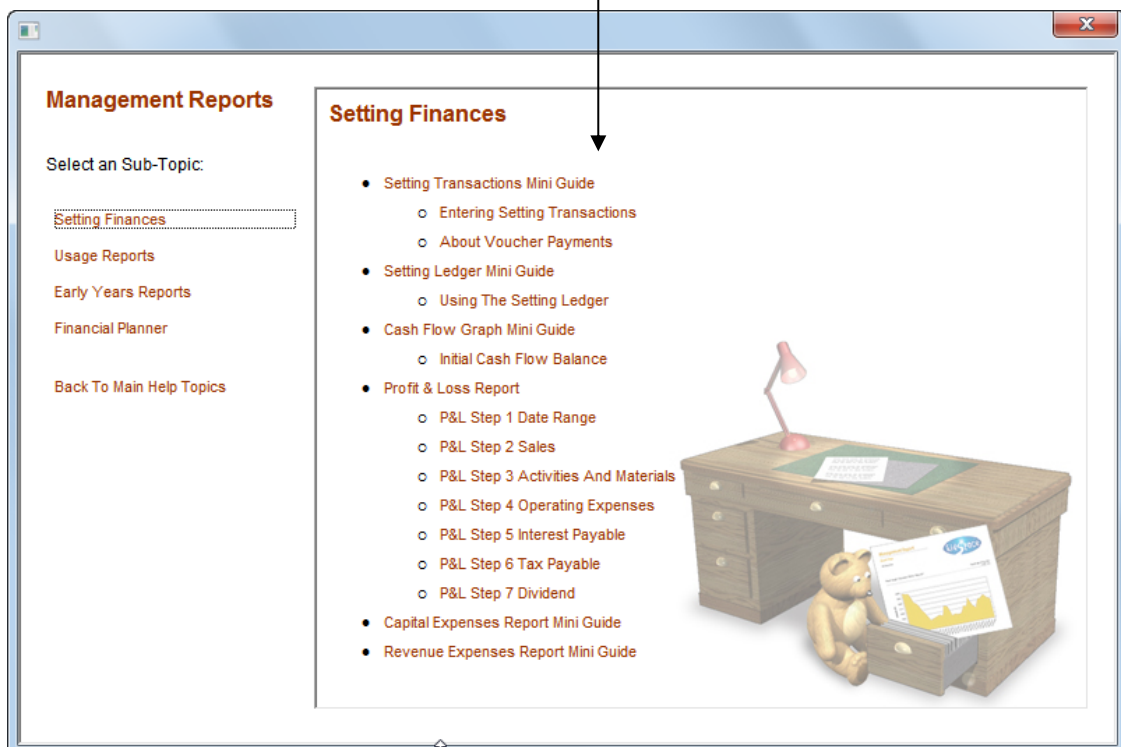 Management Reports
Select an Sub-Topic:
Setting Finances
Usage Reports
Early Years Reports
Financial Planner
Back To Main Help Topics
Setting Finances
Setting Transactions Mini Guide
Entering Setting Transactions
About Voucher Payments
Setting Ledger Mini Guide
Using The Setting Ledger
Cash Flow Graph Mini Guide
Initial Cash Flow Balance
Profit & Loss Report
P&L Step 1 Date Range
P&L Step 2 Sales
P&L Step 3 Activities And Materials
P&L Step 4 Operating Expenses
P&L Step 5 Interest Payable
P&L Step 6 Tax Payable
P&L Step 7 Dividend
Capital Expenses Report Mini Guide
Revenue Expenses Report Mini Guide